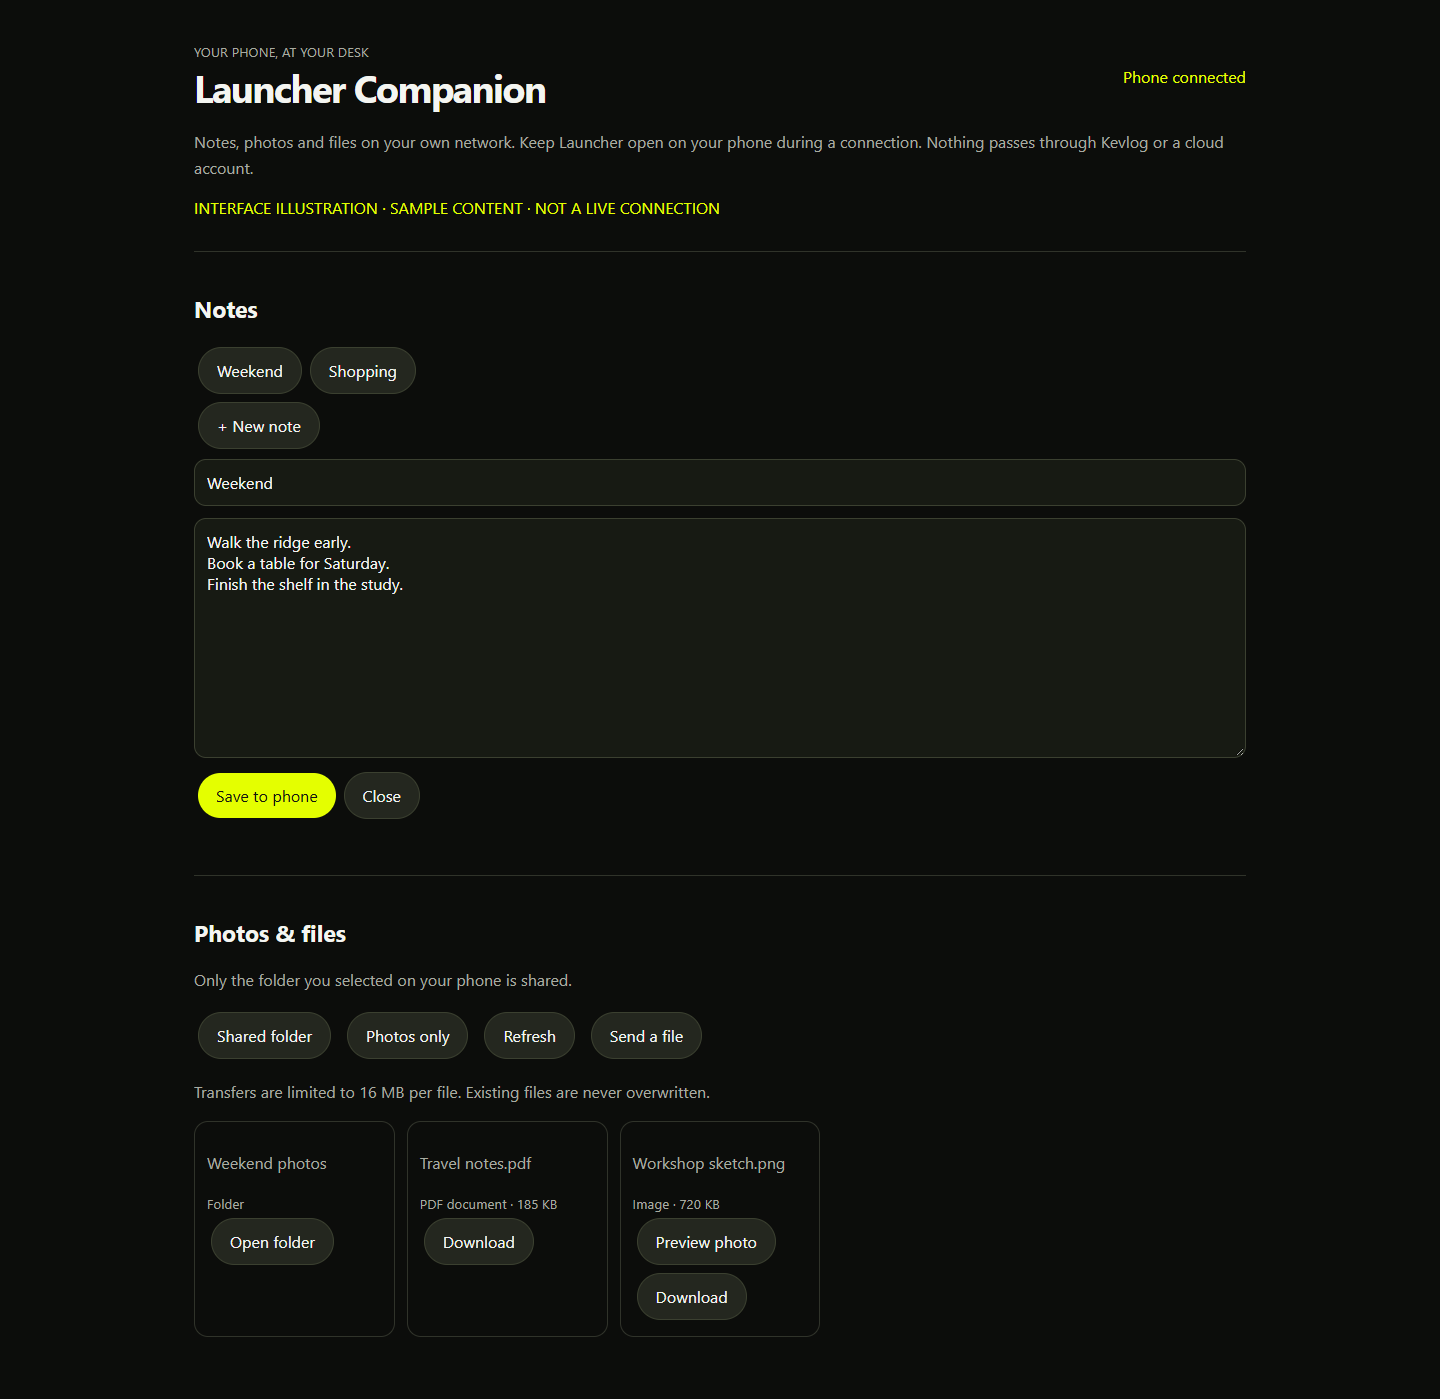 YOUR PHONE, AT YOUR DESK
Launcher Companion
Phone connected
Notes, photos and files on your own network. Keep Launcher open on your phone during a connection. Nothing passes through Kevlog or a cloud
account.
INTERFACE ILLUSTRATION · SAMPLE CONTENT · NOT A LIVE CONNECTION
Notes
Weekend
Shopping
+ New note
Weekend
Walk the ridge early.
Book a table for Saturday.
Finish the shelf in the study.
Save to phone
Close
Photos & files
Only the folder you selected on your phone is shared.
Shared folder
Photos only
Refresh
Send a file
Transfers are limited to 16 MB per file. Existing files are never overwritten.
Weekend photos
Folder
Open folder
Travel notes.pdf
PDF document · 185 KB
Download
Workshop sketch.png
Image · 720 KB
Preview photo
Download